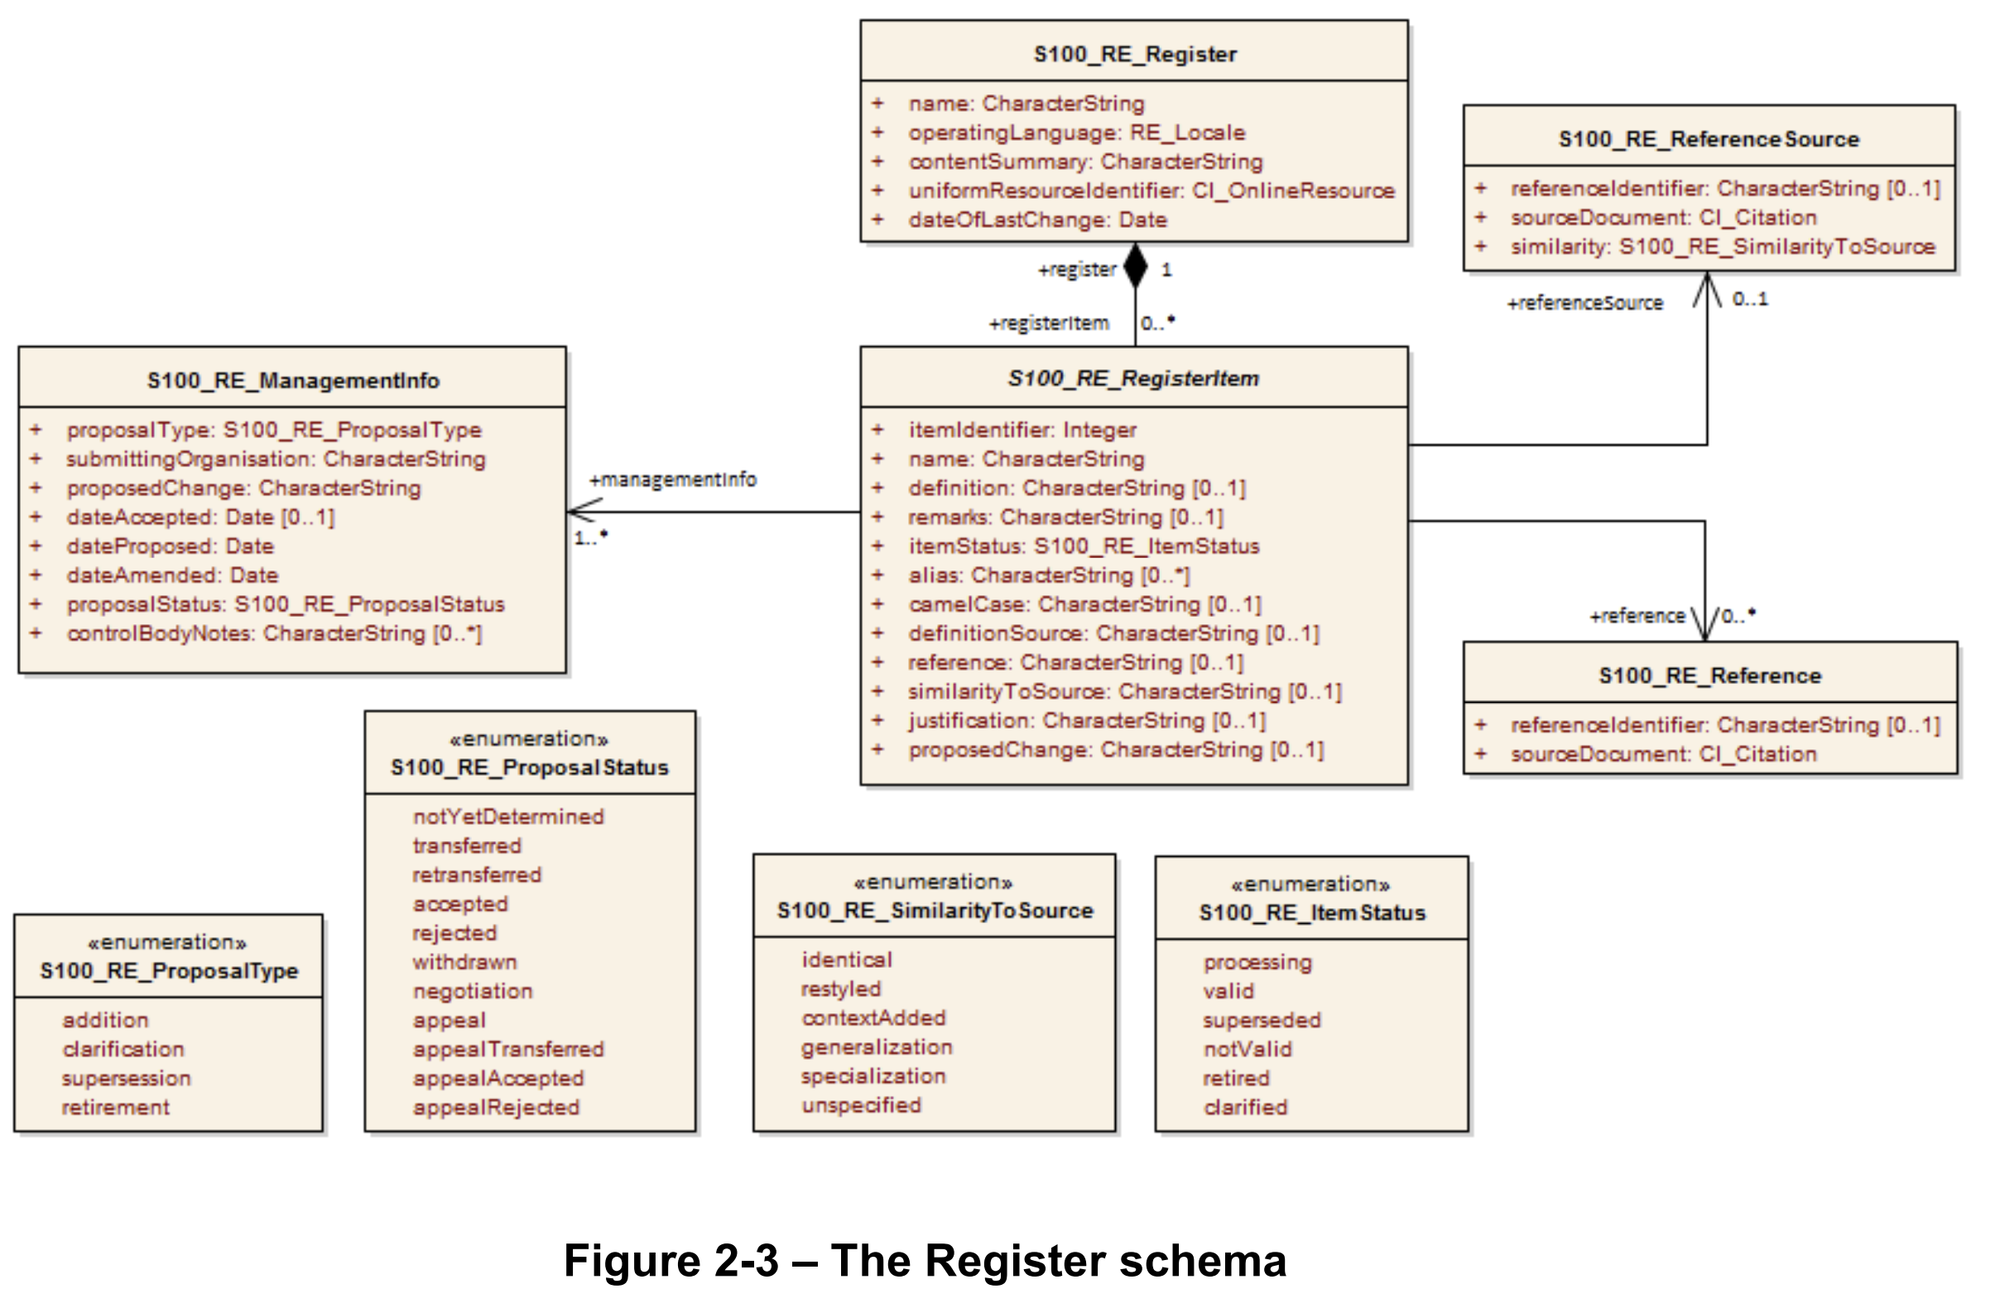 S100_RE_Register
+ name: CharacterString
+ operatingLanguage: RE_Locale
+ contentSummary: CharacterString
+ uniformResourceIdentifier: CI_OnlineResource
+ dateOfLastChange: Date
+register 1
+registerItem 0..*
S100_RE_ReferenceSource
+ referenceIdentifier: CharacterString [0..1]
+ sourceDocument: CI_Citation
+ similarity: S100_RE_SimilarityToSource
+referenceSource 0..1
S100_RE_ManagementInfo
+ proposalType: S100_RE_ProposalType
+ submittingOrganisation: CharacterString
+ proposedChange: CharacterString
+ dateAccepted: Date [0..1]
+ dateProposed: Date
+ dateAmended: Date
+ proposalStatus: S100_RE_ProposalStatus
+ controlBodyNotes: CharacterString [0..*]
+managementInfo
1..*
S100_RE_RegisterItem
+ itemIdentifier: Integer
+ name: CharacterString
+ definition: CharacterString [0..1]
+ remarks: CharacterString [0..1]
+ itemStatus: S100_RE_ItemStatus
+ alias: CharacterString [0..*]
+ camelCase: CharacterString [0..1]
+ definitionSource: CharacterString [0..1]
+ reference: CharacterString [0..1]
+ similarityToSource: CharacterString [0..1]
+ justification: CharacterString [0..1]
+ proposedChange: CharacterString [0..1]
+reference 0..*
S100_RE_Reference
+ referenceIdentifier: CharacterString [0..1]
+ sourceDocument: CI_Citation
«enumeration»
S100_RE_ProposalType
addition
clarification
supersession
retirement
«enumeration»
S100_RE_ProposalStatus
notYetDetermined
transferred
retransferred
accepted
rejected
withdrawn
negotiation
appeal
appealTransferred
appealAccepted
appealRejected
«enumeration»
S100_RE_SimilarityToSource
identical
restyled
contextAdded
generalization
specialization
unspecified
«enumeration»
S100_RE_ItemStatus
processing
valid
superseded
notValid
retired
clarified
Figure 2-3 – The Register schema